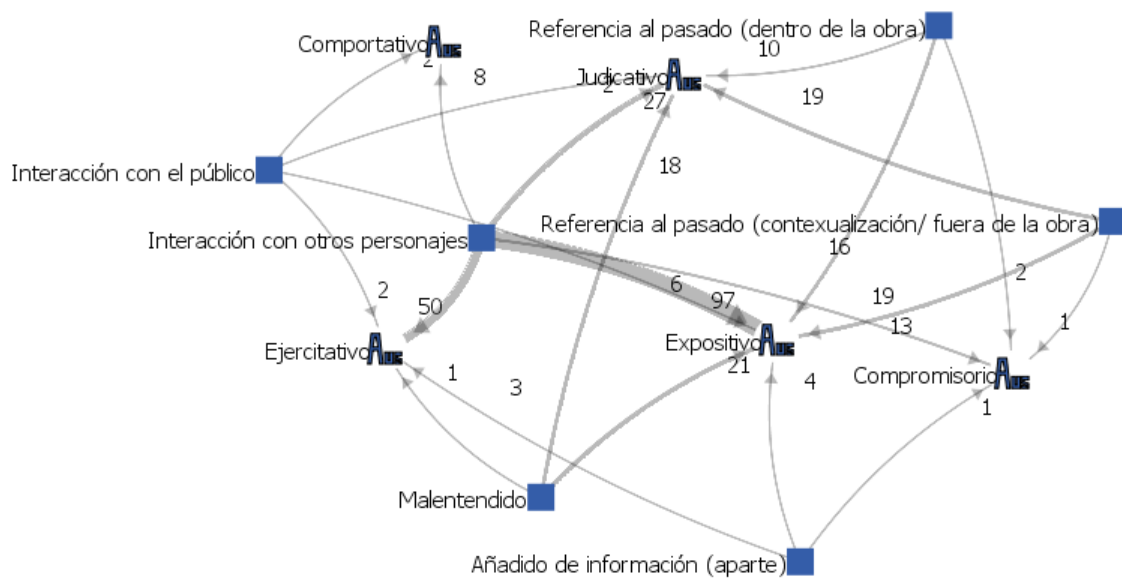 Referencia al pasado (dentro de la obra)
Comportativo
2
8
10
Judicativo
2
27
19
Interacción con el público
18
Interacción con otros personajes
Referencia al pasado (contexualización/ fuera de la obra)
16
2
6
97
19
2
50
13
1
Ejercitativo
Expositivo
Compromisorio
1
3
21
4
1
Malentendido
Añadido de información (aparte)